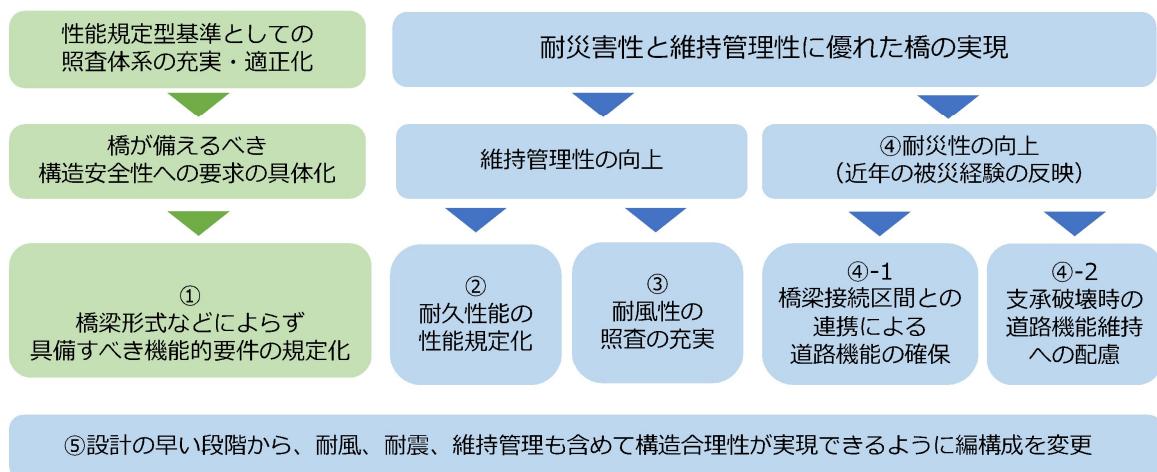 性能規定型基準としての
照査体系の充実・適正化
耐災害性と維持管理性に優れた橋の実現
橋が備えるべき
構造安全性への要求の具体化
維持管理性の向上
④耐災性の向上
（近年の被災経験の反映）
①
橋梁形式などによらず
具備すべき機能的要件の規定化
②
耐久性能の
性能規定化
③
耐風性の
照査の充実
④-1
橋梁接続区間との
連携による
道路機能の確保
④-2
支承破壊時の
道路機能維持
への配慮
⑤設計の早い段階から、耐風、耐震、維持管理も含めて構造合理性が実現できるように編構成を変更